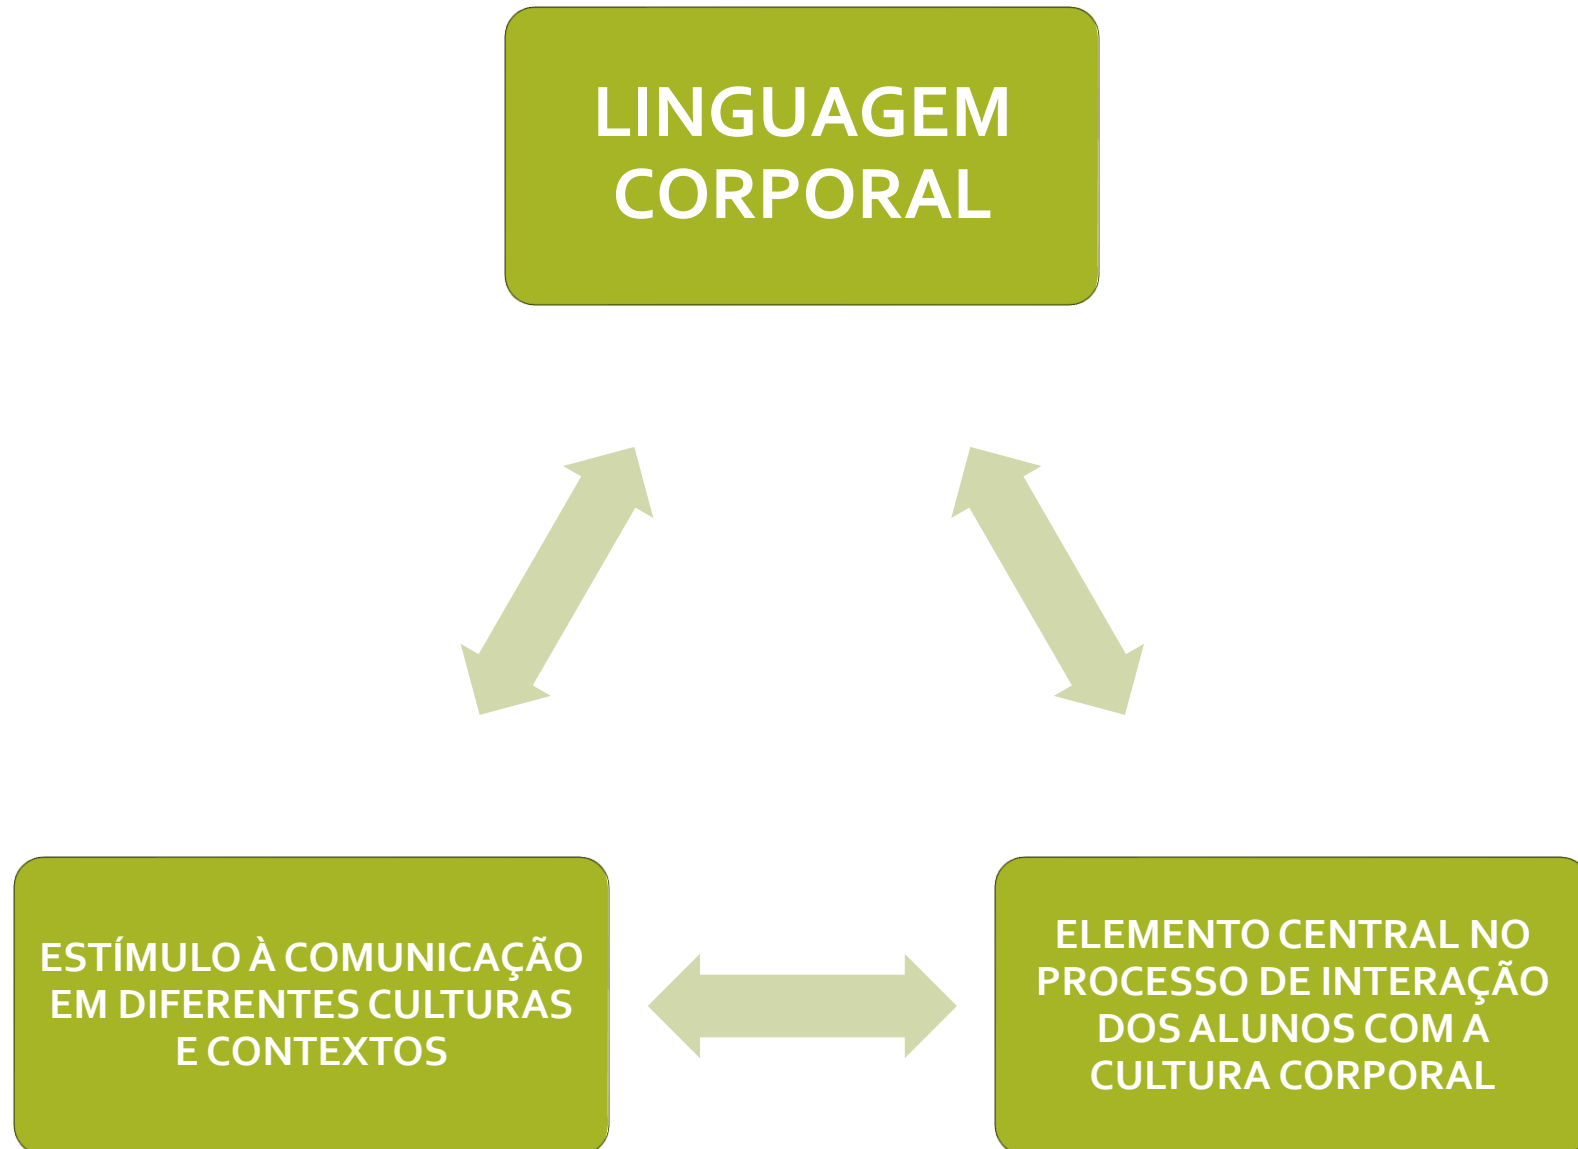 LINGUAGEM
CORPORAL
ESTÍMULO À COMUNICAÇÃO
EM DIFERENTES CULTURAS
E CONTEXTOS
ELEMENTO CENTRAL NO
PROCESSO DE INTERAÇÃO
DOS ALUNOS COM A
CULTURA CORPORAL